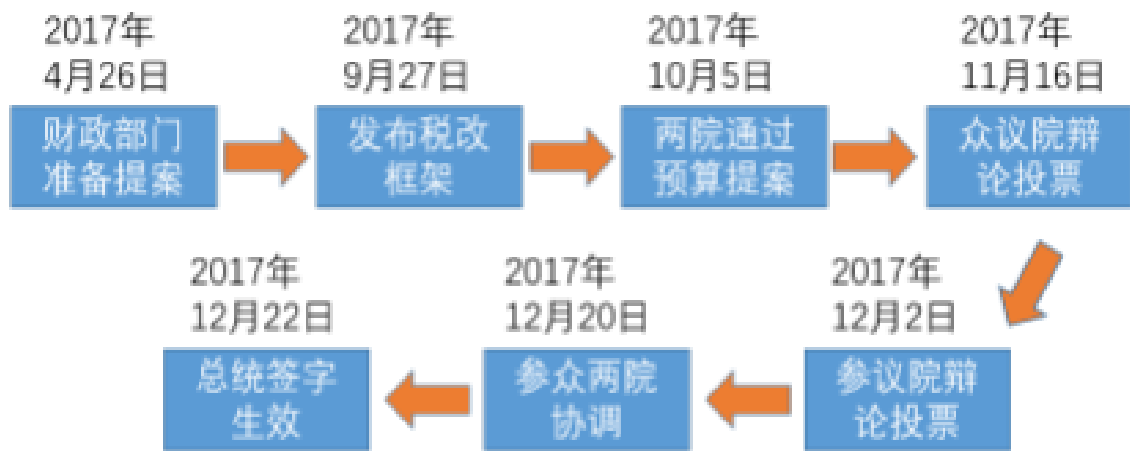 2017年
4月26日
财政部门
准备提案
2017年
9月27日
发布税改
框架
2017年
10月5日
两院通过
预算提案
2017年
11月16日
众议院辩
论投票
2017年
12月2日
参议院辩
论投票
2017年
12月20日
参众两院
协调
2017年
12月22日
总统签字
生效